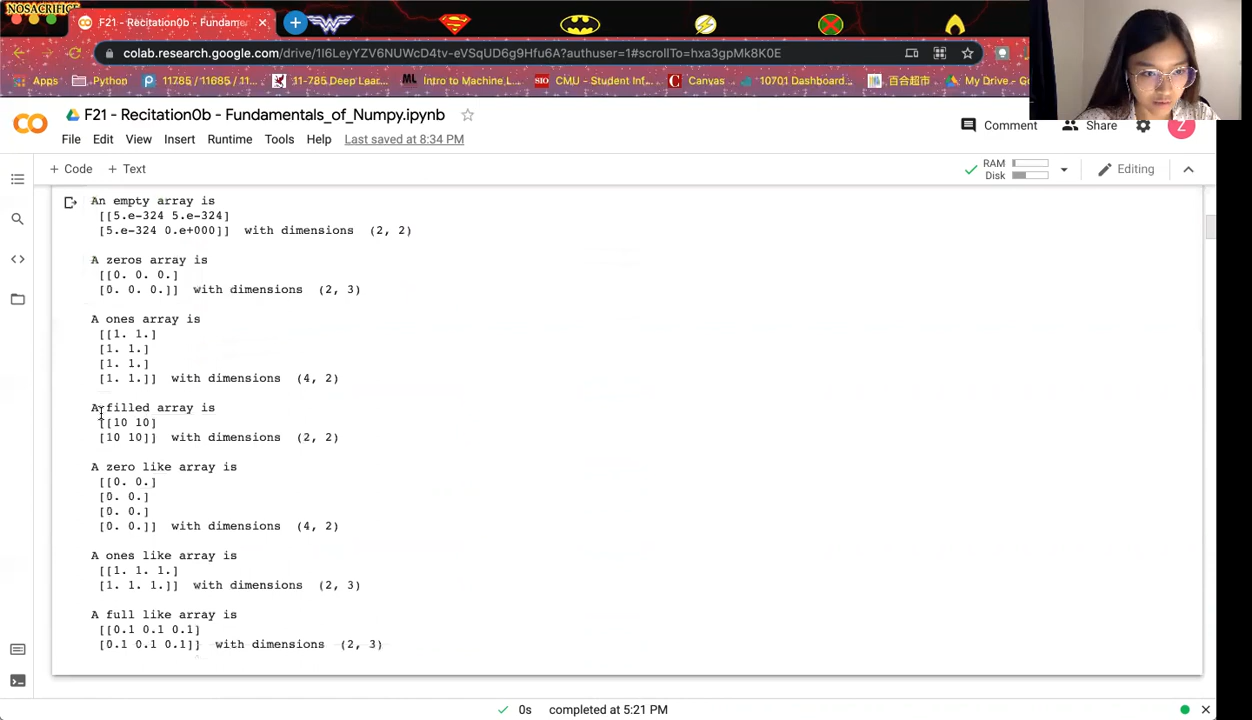 NOSACRIFICE
F21 - Recitation0b - Fundame
colab.research.google.com/drive/1I6LeyYZV6NUWcD4tv-eVSqUD6g9Hfu6A?authuser=1#scrollTo=hxa3gpMk8K0E
Apps Python 11785 / 11685 / 11... 11-785 Deep Lear... Intro to Machine L... CMU - Student Inf... Canvas 10701 Dashboard... 百合超市 My Drive - Go
F21 - Recitation0b - Fundamentals_of_Numpy.ipynb
Comment Share Z
File Edit View Insert Runtime Tools Help Last saved at 8:34 PM
+ Code + Text RAM Disk Editing
An empty array is
[[5.e-324 5.e-324]
[5.e-324 0.e+000]] with dimensions (2, 2)
A zeros array is
[[0. 0. 0.]
[0. 0. 0.]] with dimensions (2, 3)
A ones array is
[[1. 1.]
[1. 1.]
[1. 1.]
[1. 1.]] with dimensions (4, 2)
A filled array is
[[10 10]
[10 10]] with dimensions (2, 2)
A zero like array is
[[0. 0.]
[0. 0.]
[0. 0.]
[0. 0.]] with dimensions (4, 2)
A ones like array is
[[1. 1. 1.]
[1. 1. 1.]] with dimensions (2, 3)
A full like array is
[[0.1 0.1 0.1]
[0.1 0.1 0.1]] with dimensions (2, 3)
0s completed at 5:21 PM